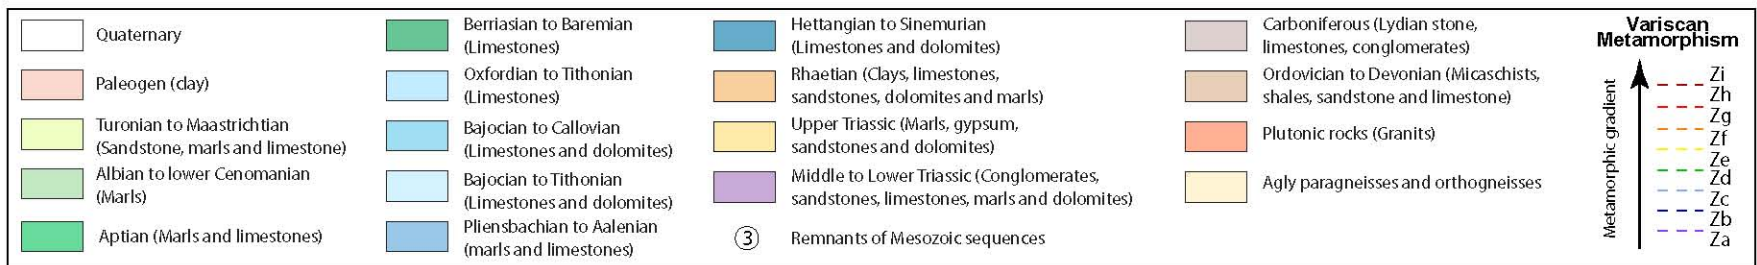 Quaternary
Paleogen (clay)
Turonian to Maastrichtian
(Sandstone, marls and limestone)
Albian to lower Cenomanian
(Marls)
Aptian (Marls and limestones)
Berriasian to Baremian
(Limestones)
Oxfordian to Tithonian
(Limestones)
Bajocian to Callovian
(Limestones and dolomites)
Bajocian to Tithonian
(Limestones and dolomites)
Pliensbachian to Aalenian
(marls and limestones)
Hettangian to Sinemurian
(Limestones and dolomites)
Rhaetian (Clays, limestones,
sandstones, dolomites and marls)
Upper Triassic (Marls, gypsum,
sandstones and dolomites)
Middle to Lower Triassic (Conglomerates,
sandstones, limestones, marls and dolomites)
3 Remnants of Mesozoic sequences
Carboniferous (Lydian stone,
limestones, conglomerates)
Ordovician to Devonian (Micaschists,
shales, sandstone and limestone)
Plutonic rocks (Granits)
Agly paragneisses and orthogneisses
Variscan
Metamorphism
Metamorphic gradient
Zi
Zh
Zg
Zf
Ze
Zd
Zc
Zb
Za